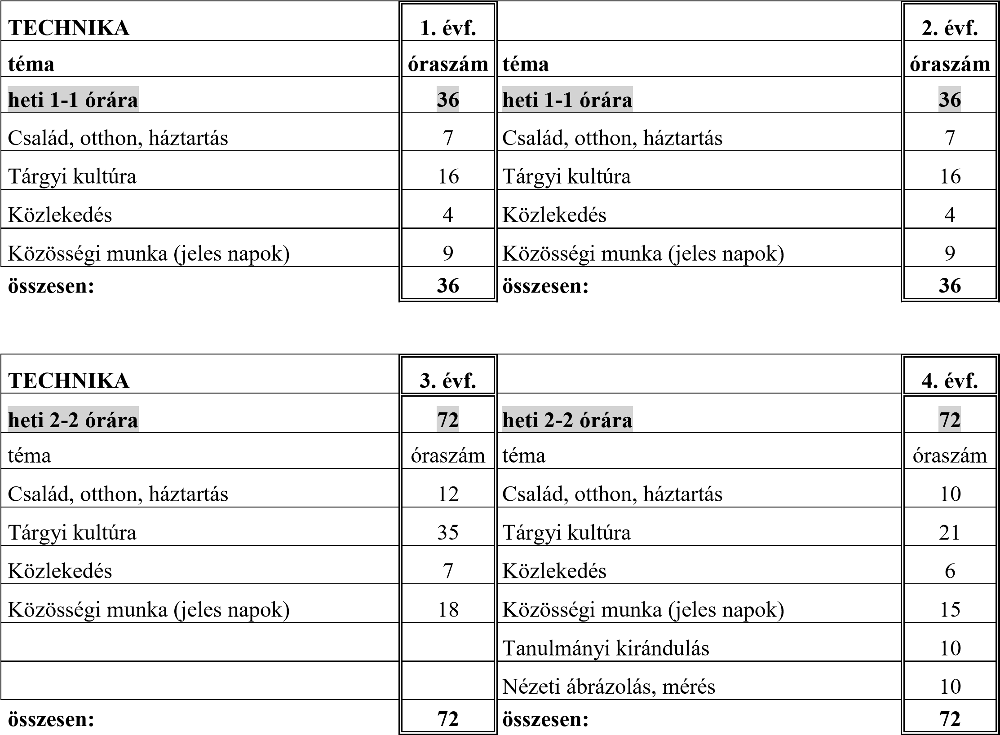 TECHNIKA 1. évf. 2. évf.
téma óraszám téma óraszám
heti 1-1 órára 36 heti 1-1 órára 36
Család, otthon, háztartás 7 Család, otthon, háztartás 7
Tárgyi kultúra 16 Tárgyi kultúra 16
Közlekedés 4 Közlekedés 4
Közösségi munka (jeles napok) 9 Közösségi munka (jeles napok) 9
összesen: 36 összesen: 36
TECHNIKA 3. évf. 4. évf.
heti 2-2 órára 72 heti 2-2 órára 72
téma óraszám téma óraszám
Család, otthon, háztartás 12 Család, otthon, háztartás 10
Tárgyi kultúra 35 Tárgyi kultúra 21
Közlekedés 7 Közlekedés 6
Közösségi munka (jeles napok) 18 Közösségi munka (jeles napok) 15
Tanulmányi kirándulás 10
Nézeti ábrázolás, mérés 10
összesen: 72 összesen: 72